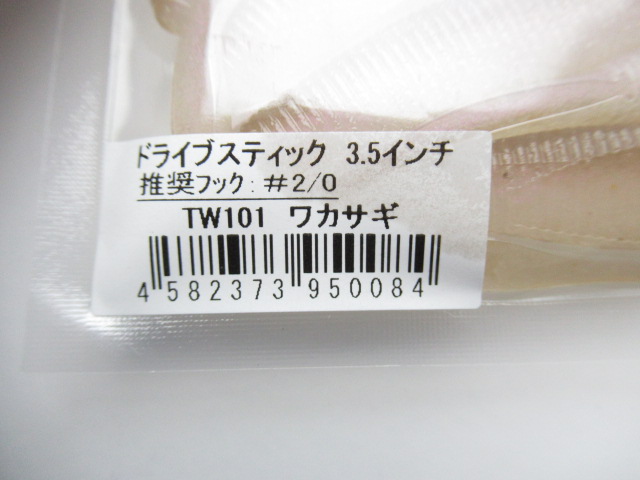 ドライブスティック 3.5インチ
推奨フック:#2/0
TW101 ワカサギ
4 582373 950084